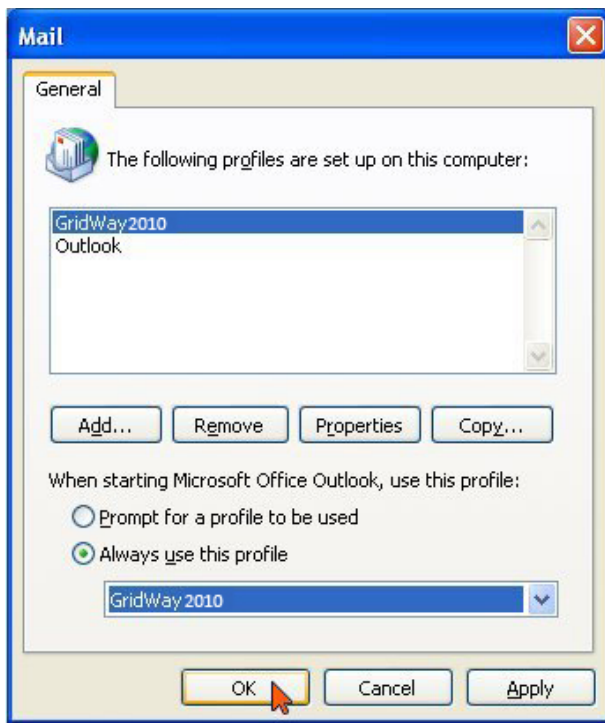 Mail
General
The following profiles are set up on this computer:
GridWay2010
Outlook
Add... Remove Properties Copy...
When starting Microsoft Office Outlook, use this profile:
Prompt for a profile to be used
Always use this profile
GridWay2010
OK Cancel Apply